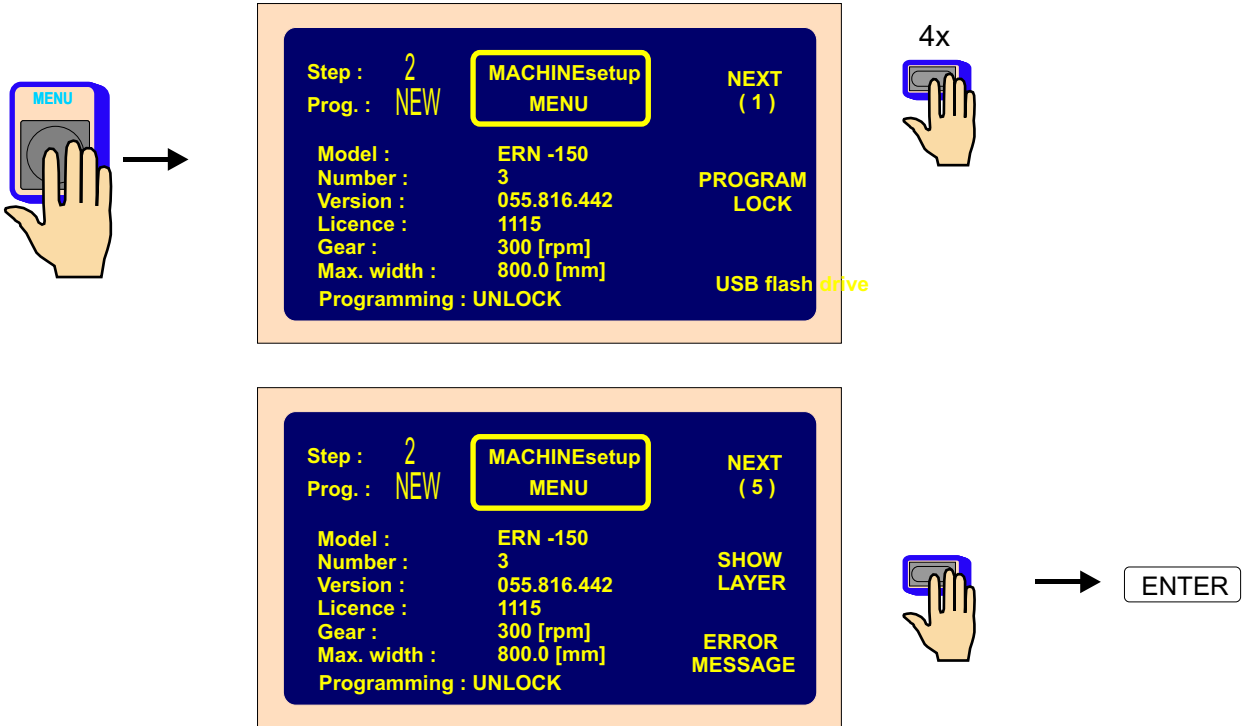 MENU
Step : 2 MACHINEsetup NEXT
Prog. : NEW MENU ( 1 )
4x
Model : ERN -150
Number : 3 PROGRAM
Version : 055.816.442 LOCK
Licence : 1115
Gear : 300 [rpm]
Max. width : 800.0 [mm] USB flash drive
Programming : UNLOCK
Step : 2 MACHINEsetup NEXT
Prog. : NEW MENU ( 5 )
Model : ERN -150
Number : 3 SHOW
Version : 055.816.442 LAYER
Licence : 1115
Gear : 300 [rpm] ERROR
Max. width : 800.0 [mm] MESSAGE
Programming : UNLOCK
ENTER